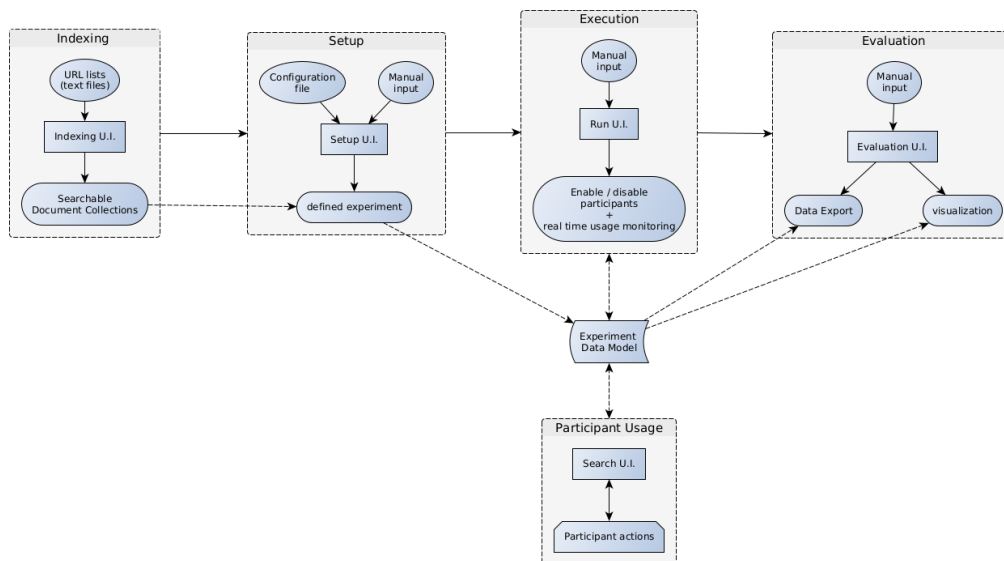 Indexing
URL lists
(text files)
Indexing U.I.
Searchable
Document Collections
Setup
Configuration
file
Manual
input
Setup U.I.
defined experiment
Execution
Manual
input
Run U.I.
Enable / disable
participants
+
real time usage monitoring
Evaluation
Manual
input
Evaluation U.I.
Data Export
visualization
Experiment
Data Model
Participant Usage
Search U.I.
Participant actions